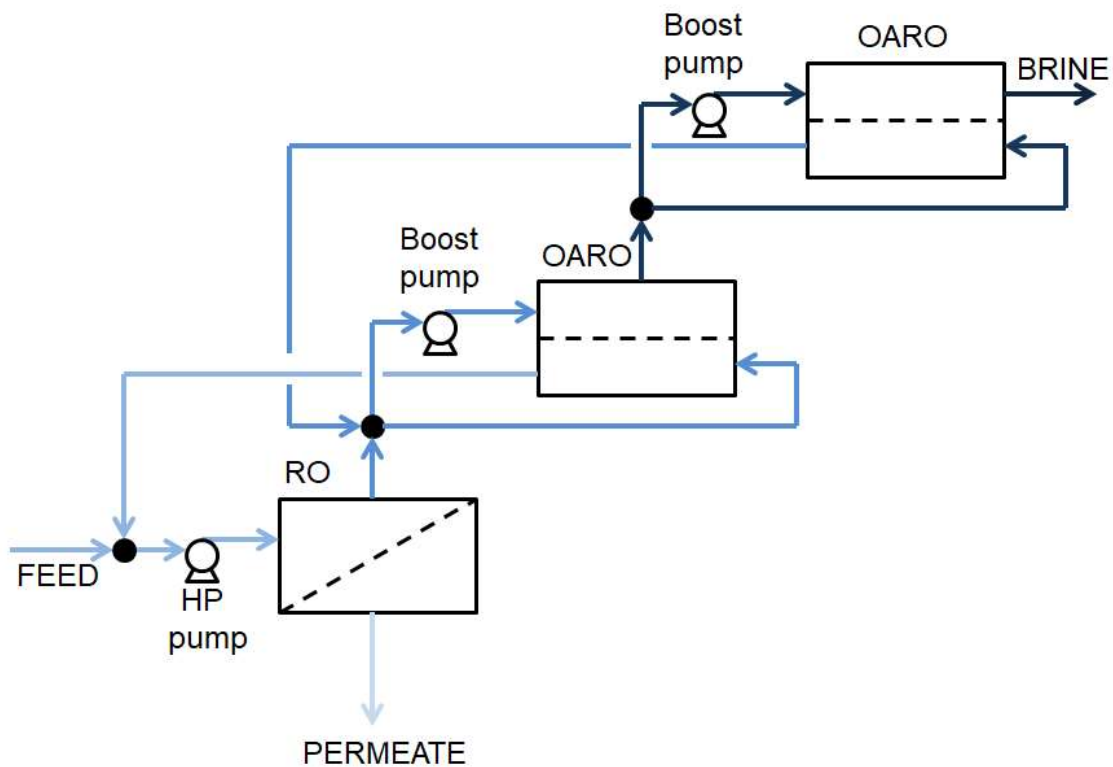 Boost
pump
OARO
BRINE
Boost
pump
OARO
RO
FEED
HP
pump
PERMEATE